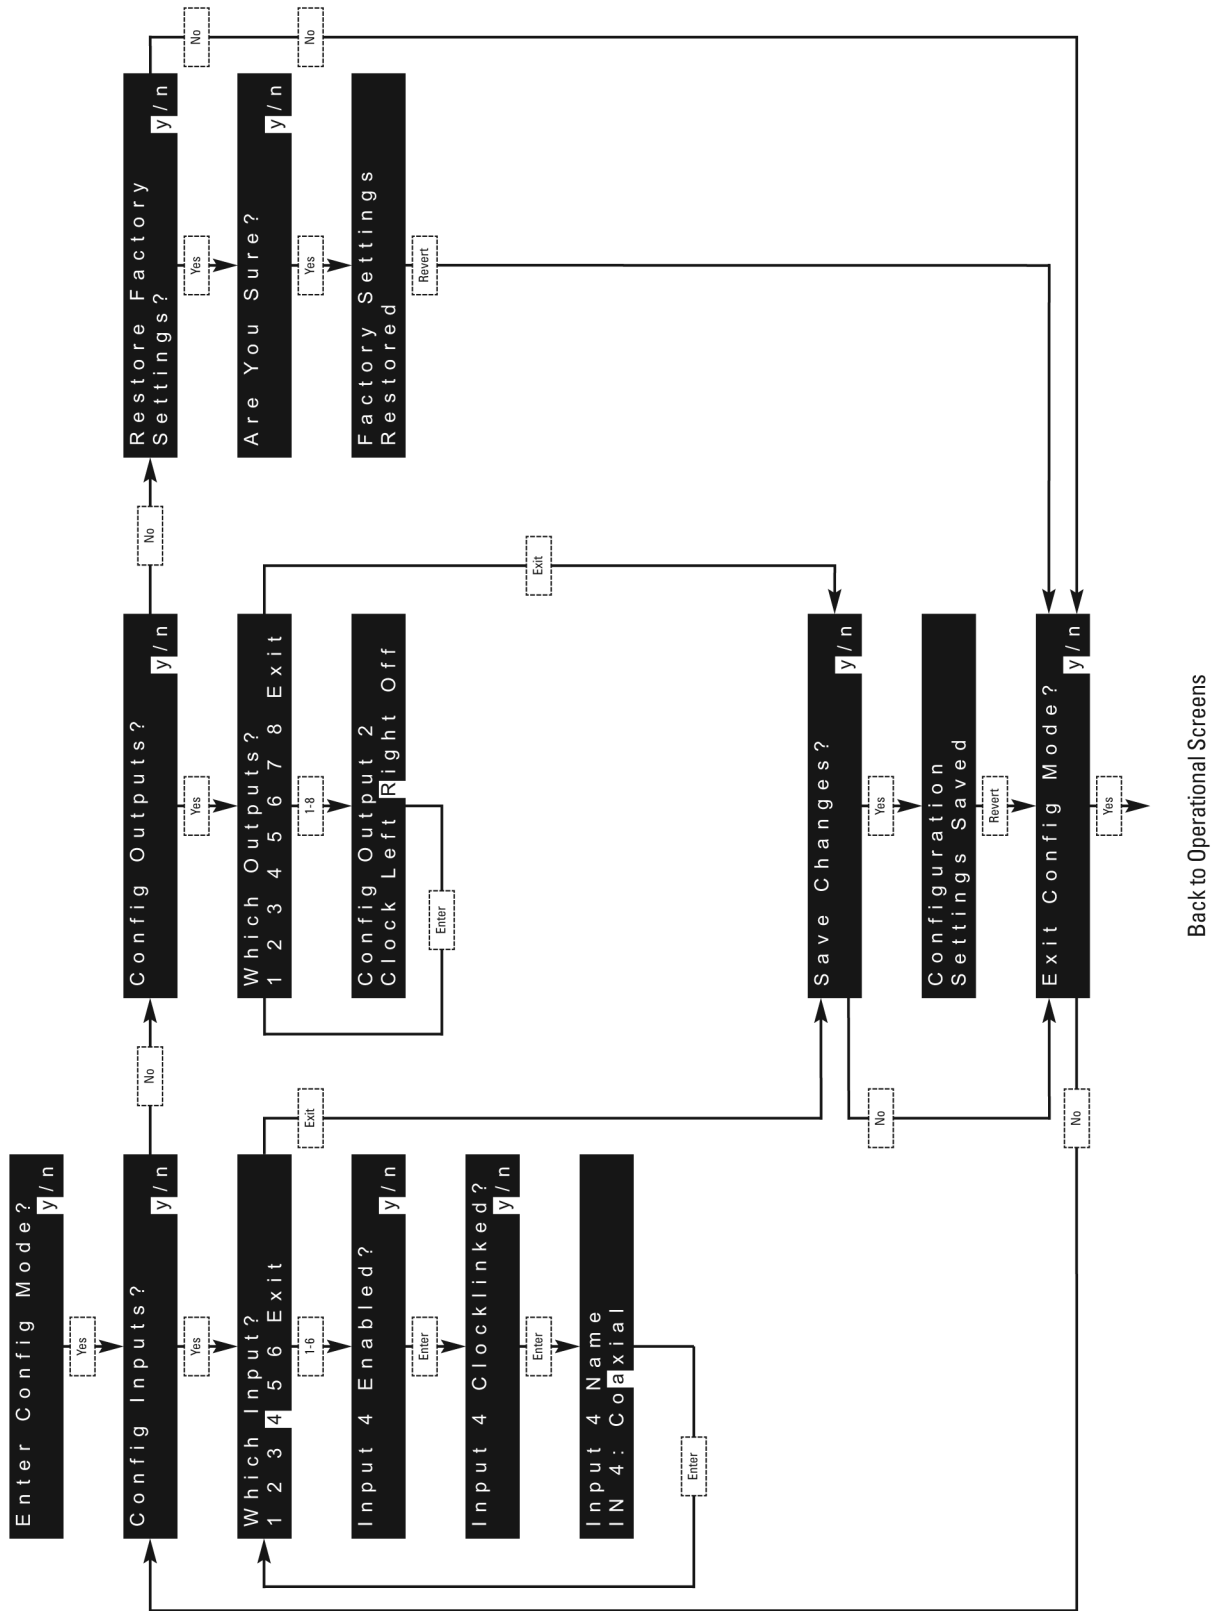 Enter Config Mode?
y/n
Yes
Config Inputs?
y/n
Yes
Which Input?
1 2 3 4 5 6 Exit
1-6
Input 4 Enabled?
y/n
Enter
Input 4 Clocklinked?
y/n
Enter
Input 4 Name
IN 4: Coaxial
Enter
Exit
No
Config Outputs?
y/n
Yes
Which Outputs?
1 2 3 4 5 6 7 8 Exit
1-8
Config Output 2
Clock Left Right Off
Enter
Exit
No
Restore Factory
Settings?
y/n
Yes
Are You Sure?
y/n
Yes
Factory Settings
Restored
Revert
No
No
Save Changes?
y/n
Yes
No
Configuration
Settings Saved
Revert
Exit Config Mode?
y/n
Yes
No
Back to Operational Screens